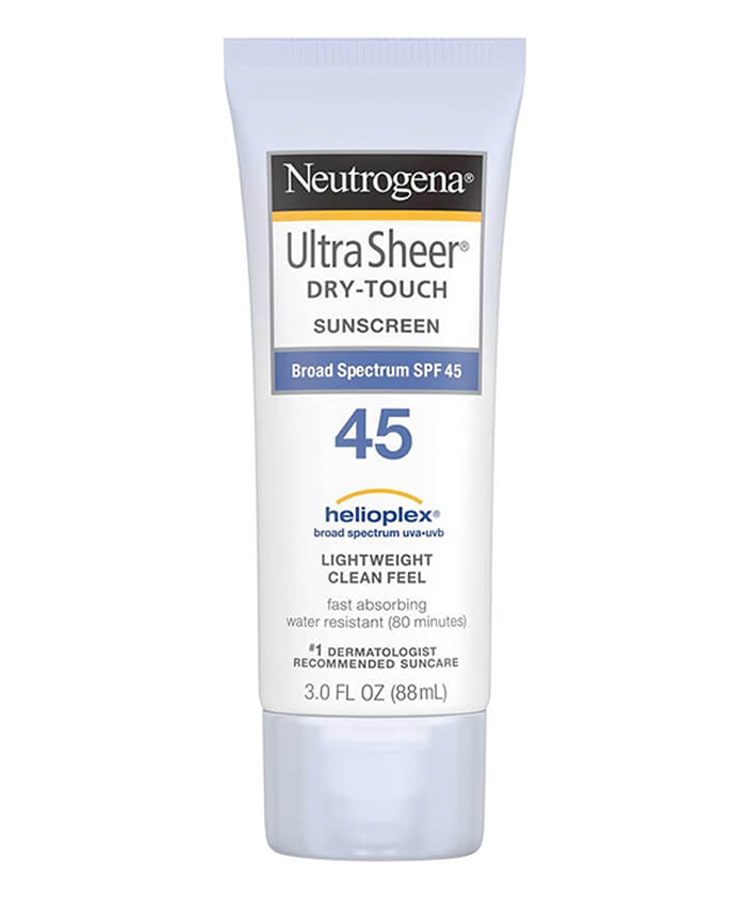 Neutrogena®
Ultra Sheer®
DRY-TOUCH
SUNSCREEN
Broad Spectrum SPF 45
45
helioplex®
broad spectrum uva•uvb
LIGHTWEIGHT
CLEAN FEEL
fast absorbing
water resistant (80 minutes)
#1 DERMATOLOGIST
RECOMMENDED SUNCARE
3.0 FL OZ (88mL)